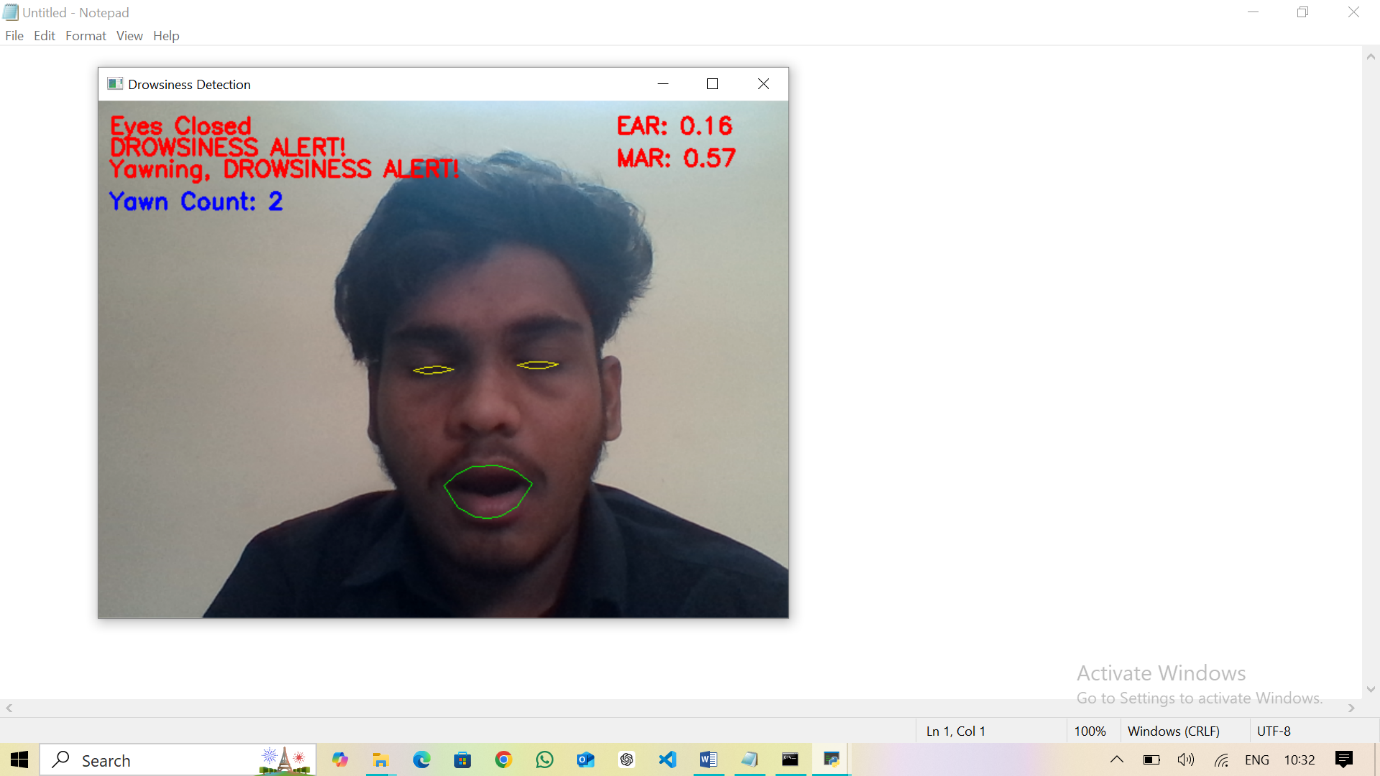 Untitled - Notepad
File Edit Format View Help
Drowsiness Detection
Eyes Closed
DROWSINESS ALERT!
Yawning, DROWSINESS ALERT!
Yawn Count: 2
EAR: 0.16
MAR: 0.57
Activate Windows
Go to Settings to activate Windows.
Ln 1, Col 1 100% Windows (CRLF) UTF-8
Search ENG 10:32